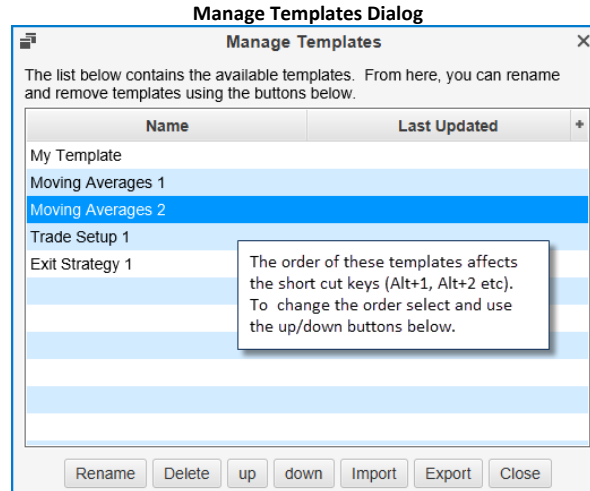 Manage Templates Dialog
Manage Templates
The list below contains the available templates.  From here, you can rename
and remove templates using the buttons below.
Name Last Updated +
My Template
Moving Averages 1
Moving Averages 2
Trade Setup 1
Exit Strategy 1
The order of these templates affects
the short cut keys (Alt+1, Alt+2 etc).
To  change the order select and use
the up/down buttons below.
Rename Delete up down Import Export Close